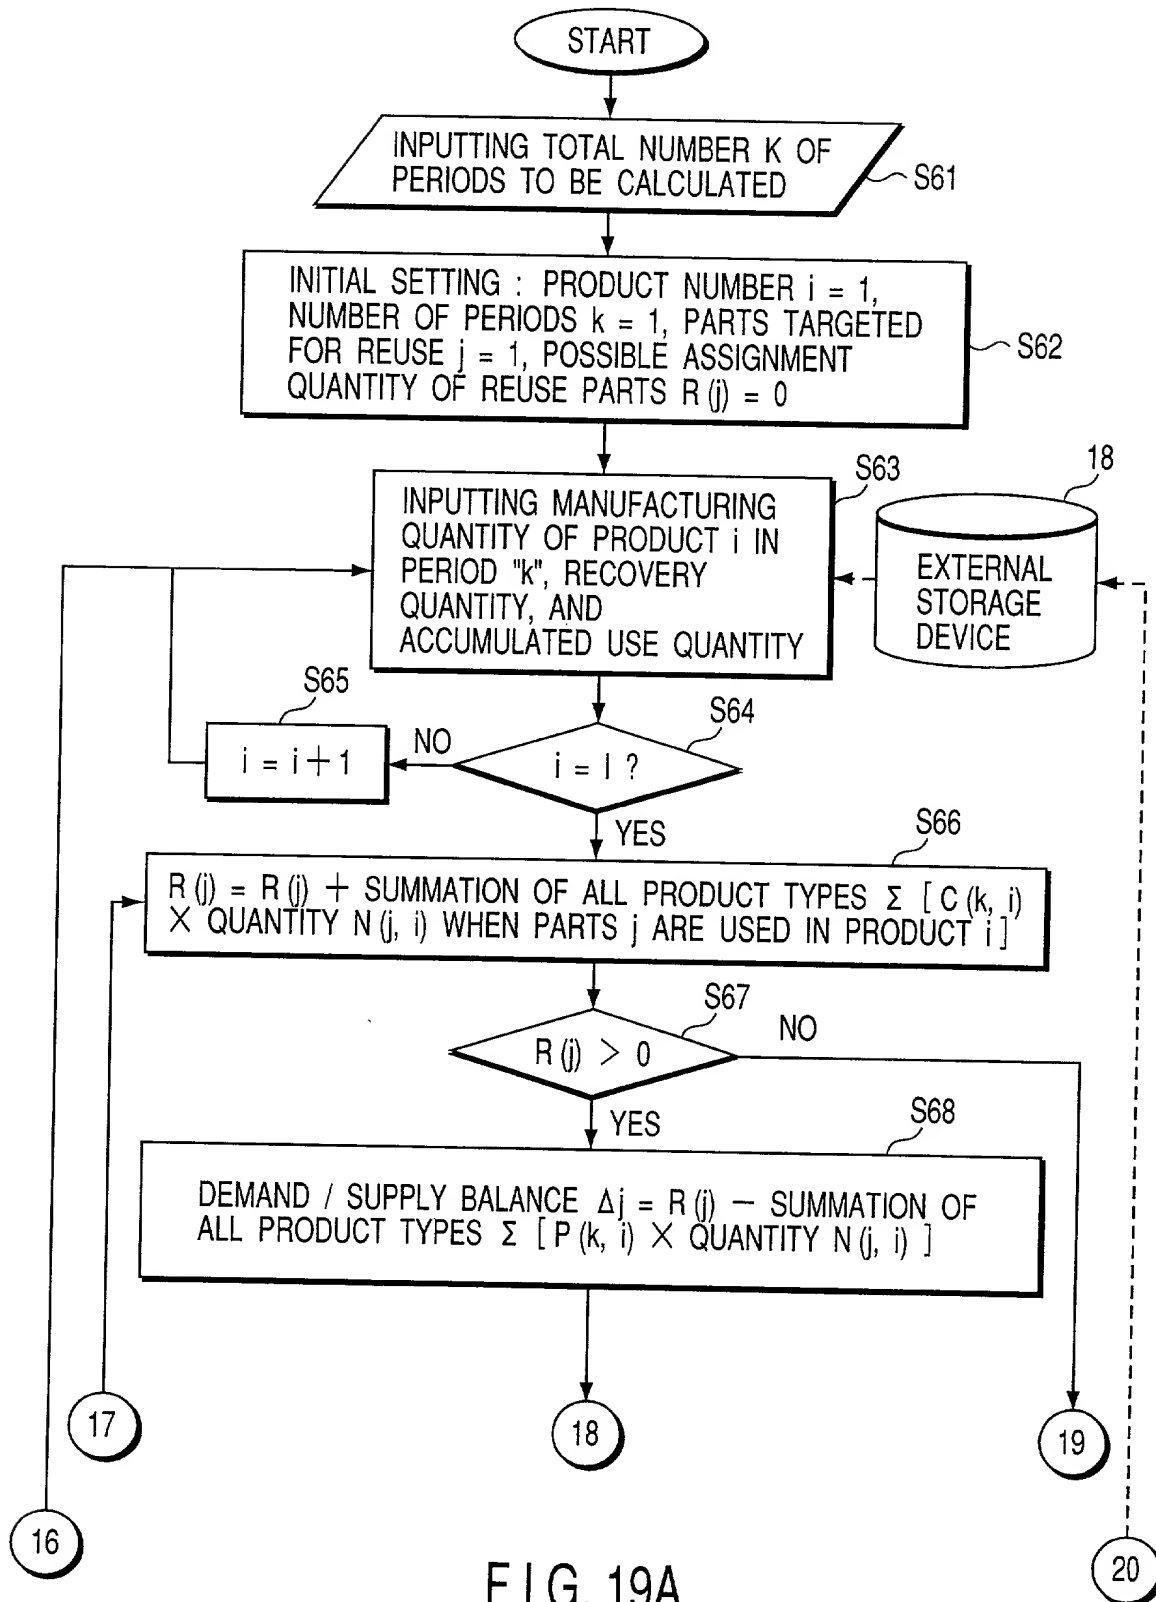 START
INPUTTING TOTAL NUMBER K OF
PERIODS TO BE CALCULATED
S61
INITIAL SETTING : PRODUCT NUMBER i = 1,
NUMBER OF PERIODS k = 1, PARTS TARGETED
FOR REUSE j = 1, POSSIBLE ASSIGNMENT
QUANTITY OF REUSE PARTS R (j) = 0
S62
S63
INPUTTING MANUFACTURING
QUANTITY OF PRODUCT i IN
PERIOD "k", RECOVERY
QUANTITY, AND
ACCUMULATED USE QUANTITY
18
EXTERNAL
STORAGE
DEVICE
S65
i = i + 1
NO
S64
i = I ?
YES
S66
R (j) = R (j) + SUMMATION OF ALL PRODUCT TYPES Σ [ C (k, i)
× QUANTITY N (j, i) WHEN PARTS j ARE USED IN PRODUCT i ]
S67
R (j) > 0
NO
YES
S68
DEMAND / SUPPLY BALANCE Δj = R (j) − SUMMATION OF
ALL PRODUCT TYPES Σ [ P (k, i) × QUANTITY N (j, i) ]
17
18
19
16
20
FIG. 19A